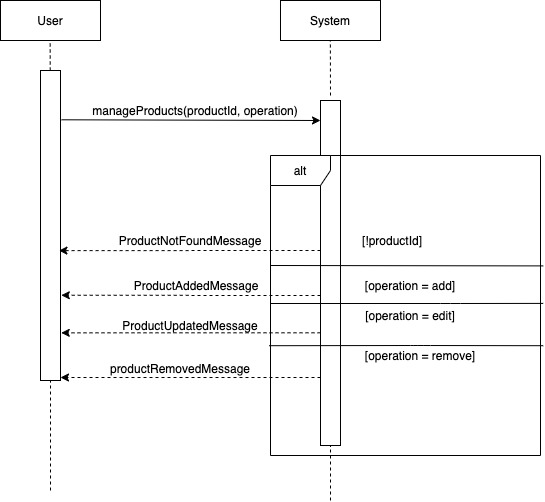 User
System
manageProducts(productId, operation)
alt
ProductNotFoundMessage
[!productId]
ProductAddedMessage
[operation = add]
ProductUpdatedMessage
[operation = edit]
productRemovedMessage
[operation = remove]